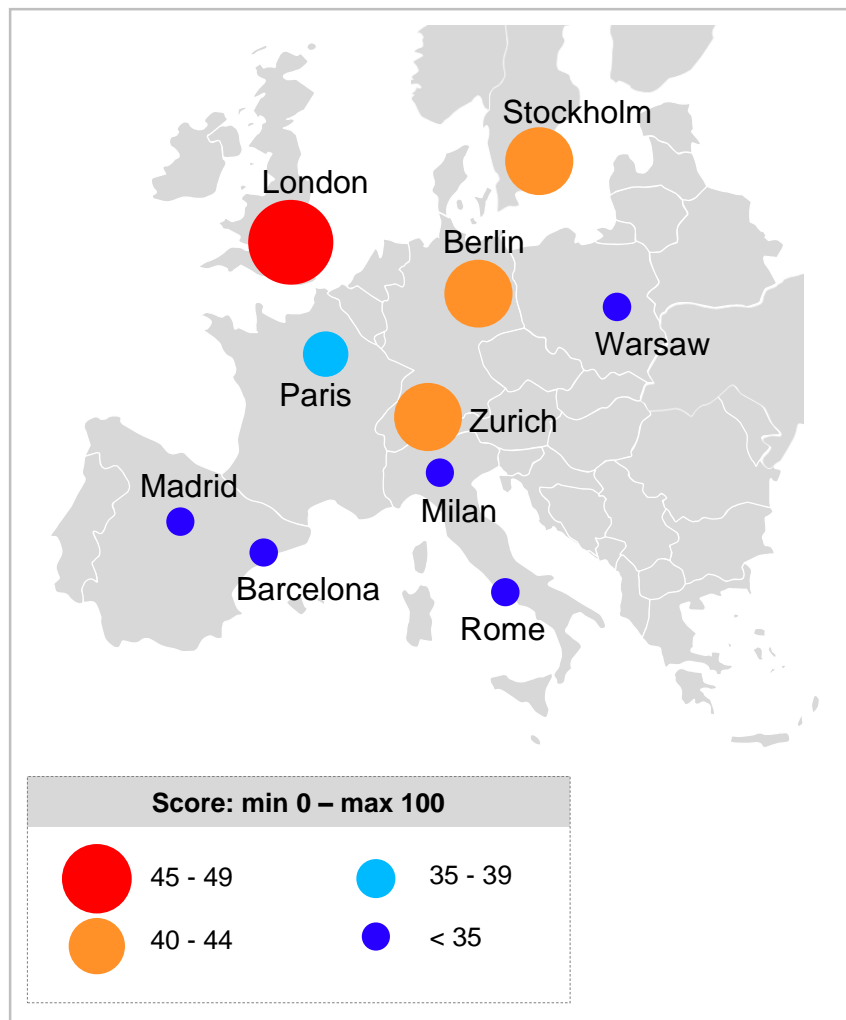 Stockholm
London
Berlin
Warsaw
Paris
Zurich
Madrid
Milan
Barcelona
Rome
Score: min 0 – max 100
45 - 49
35 - 39
40 - 44
< 35